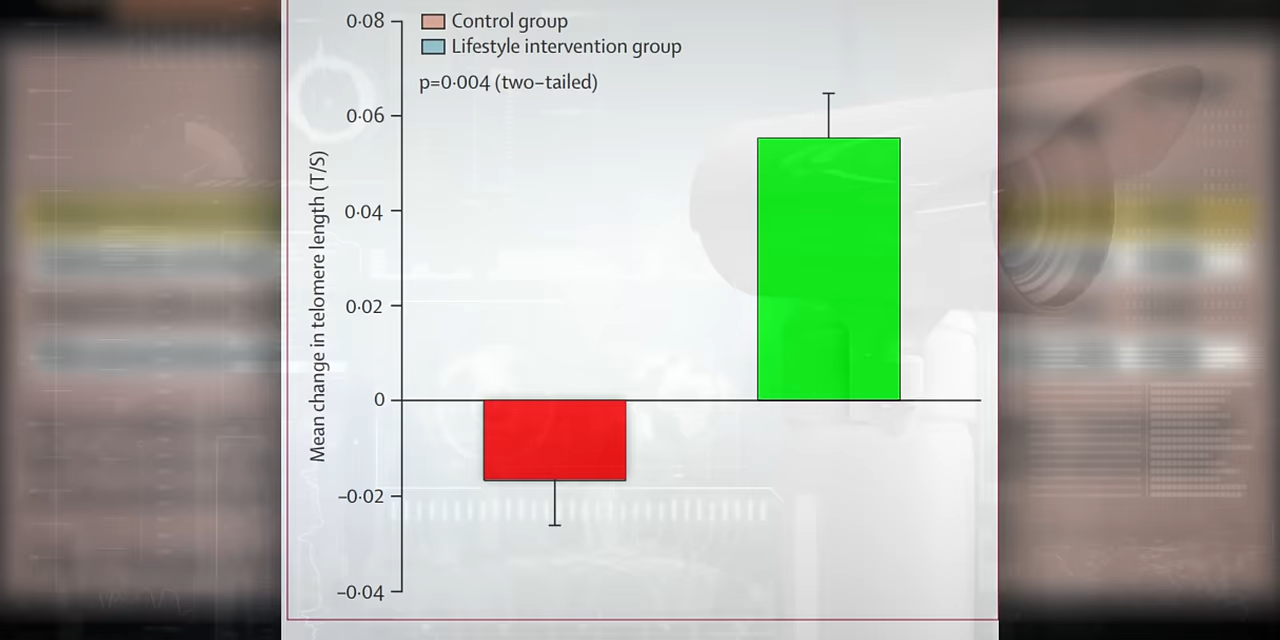 0·08
Control group
Lifestyle intervention group
p=0·004 (two–tailed)
0·06
Mean change in telomere length (T/S)
0·04
0·02
0
–0·02
–0·04